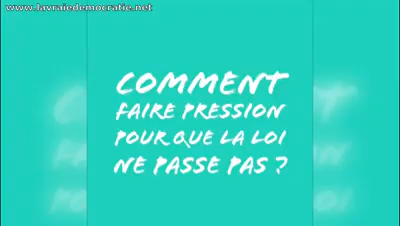 www.lavraiedemocratie.net
COMMENT
FAIRE PRESSION
POUR QUE LA LOI
NE PASSE PAS ?